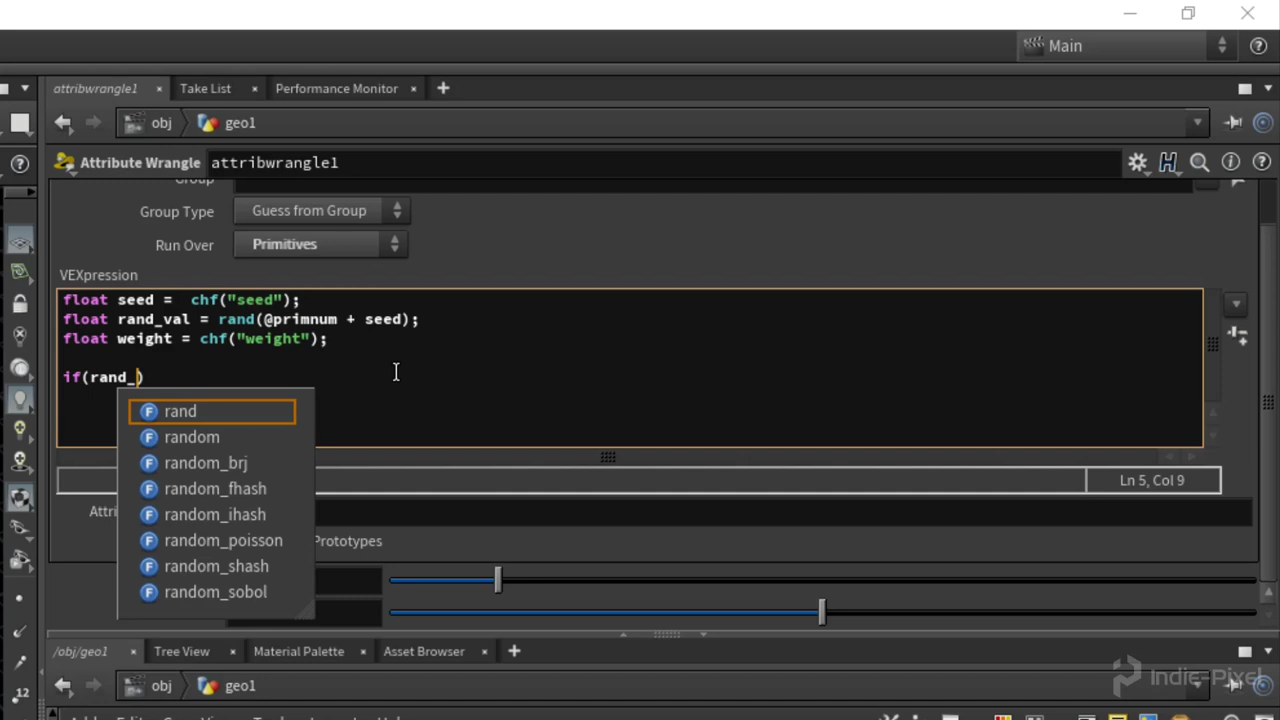 Main
attribwrangle1 × Take List × Performance Monitor × +
obj geo1
Attribute Wrangle attribwrangle1
Group
Group Type Guess from Group
Run Over Primitives
VEXpression
float seed =  chf("seed");
float rand_val = rand(@primnum + seed);
float weight = chf("weight");
if(rand_)
F rand
F random
F random_brj
F random_fhash
F random_ihash
F random_poisson
F random_shash
F random_sobol
Ln 5, Col 9
Attri
Prototypes
/obj/geo1 × Tree View × Material Palette × Asset Browser × +
obj geo1
Indie-Pixel
12